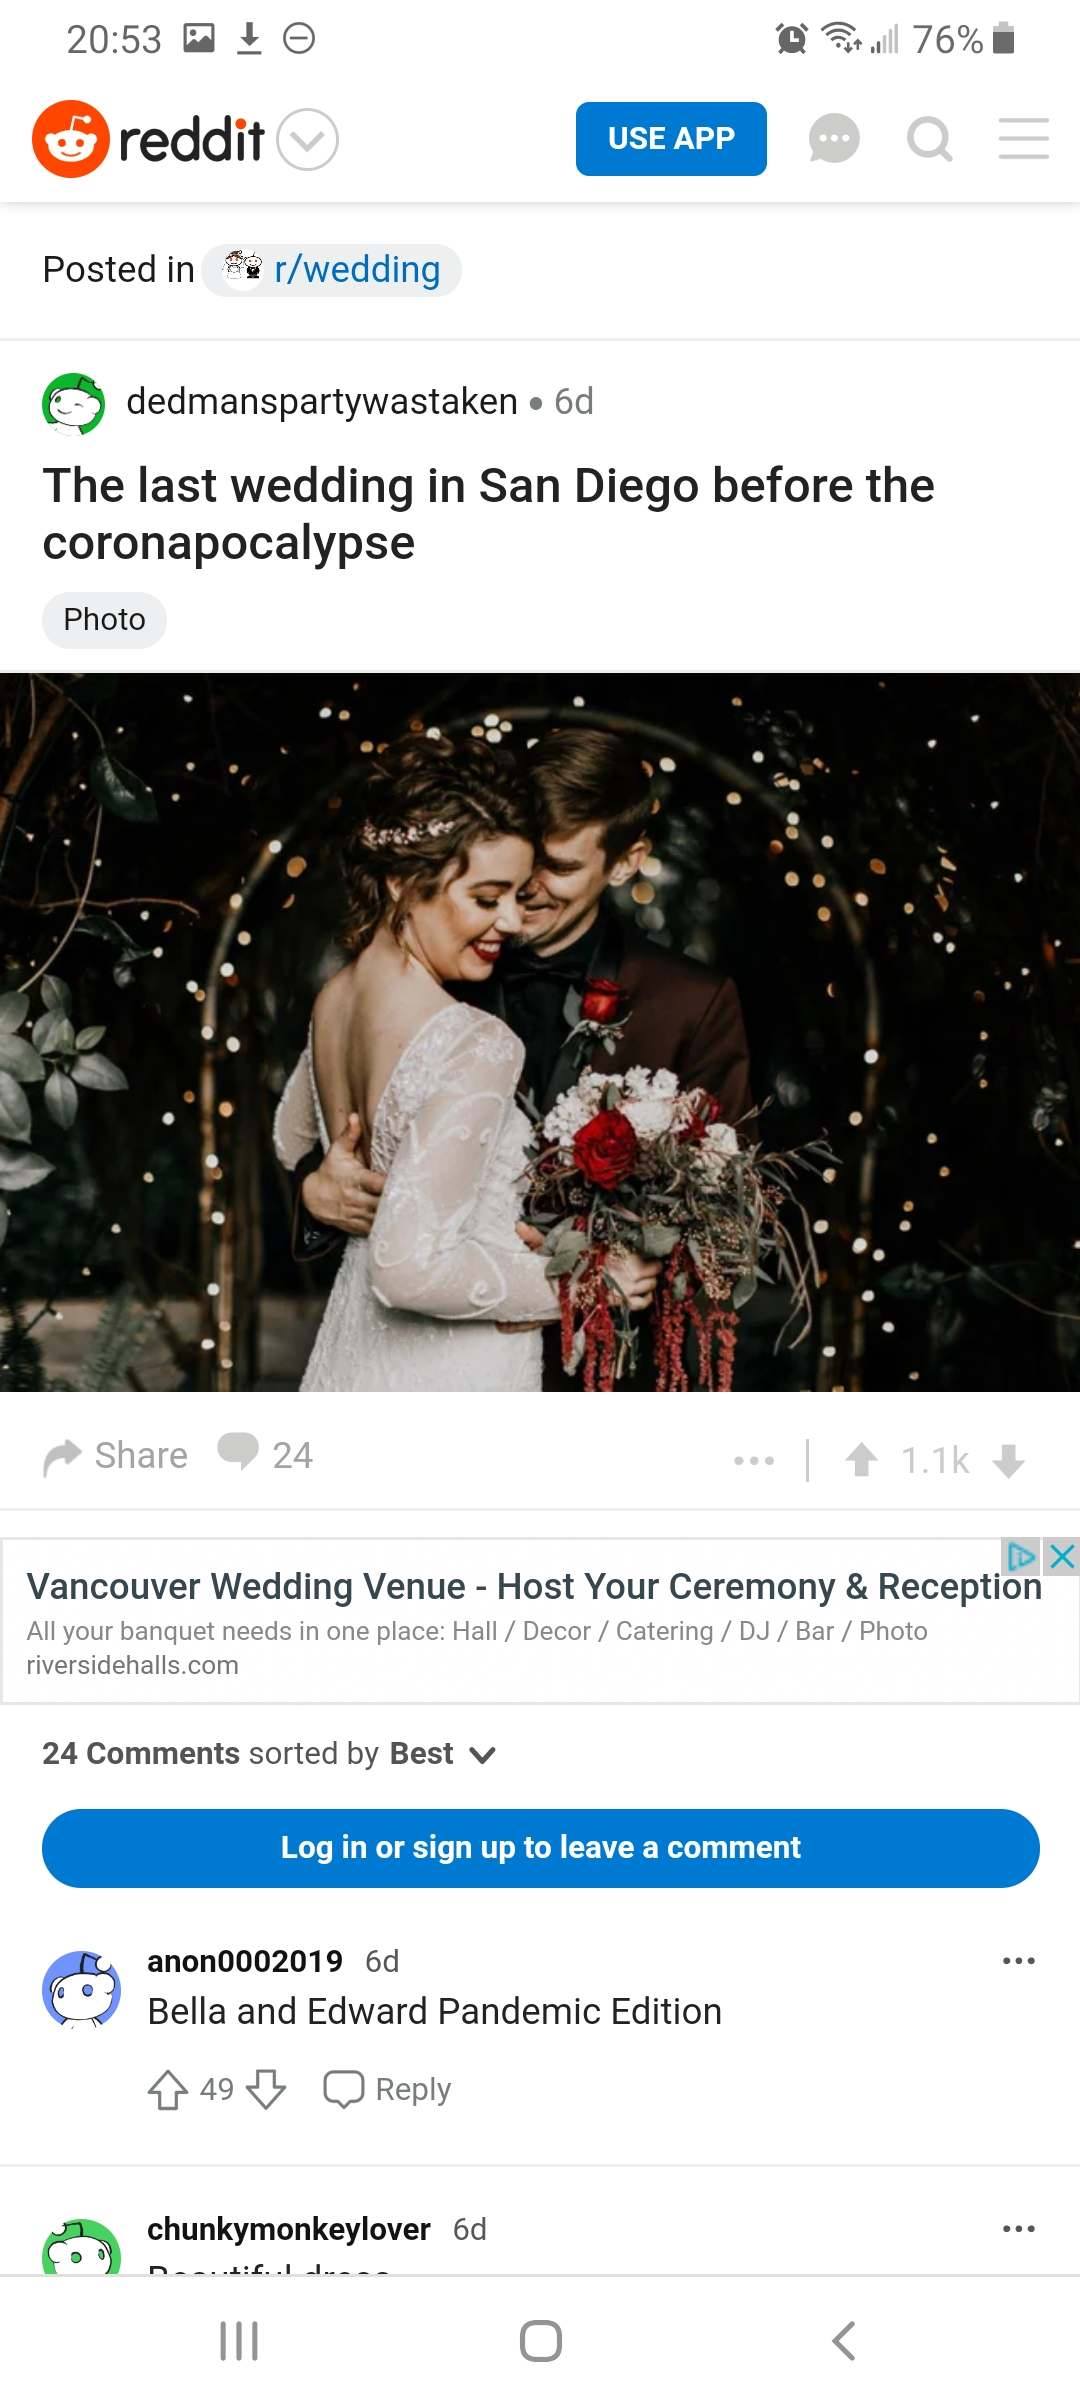 20:53 76%
reddit USE APP
Posted in r/wedding
dedmanspartywastaken • 6d
The last wedding in San Diego before the
coronapocalypse
Photo
Share 24 1.1k
Vancouver Wedding Venue - Host Your Ceremony & Reception
All your banquet needs in one place: Hall / Decor / Catering / DJ / Bar / Photo
riversidehalls.com
24 Comments sorted by Best
Log in or sign up to leave a comment
anon0002019 6d
Bella and Edward Pandemic Edition
49 Reply
chunkymonkeylover 6d
Beautiful dress